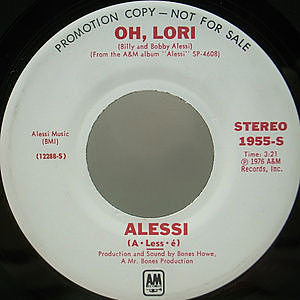 PROMOTION COPY — NOT FOR SALE
OH, LORI
(Billy and Bobby Alessi)
(From the A&M album "Alessi" SP-4608)
Alessi Music
(BMI)
(12288-S)
STEREO
1955-S
Time: 3:21
℗ 1976 A&M
Records, Inc.
ALESSI
(A • Less • é)
Production and Sound by Bones Howe,
A Mr. Bones Production
A&M